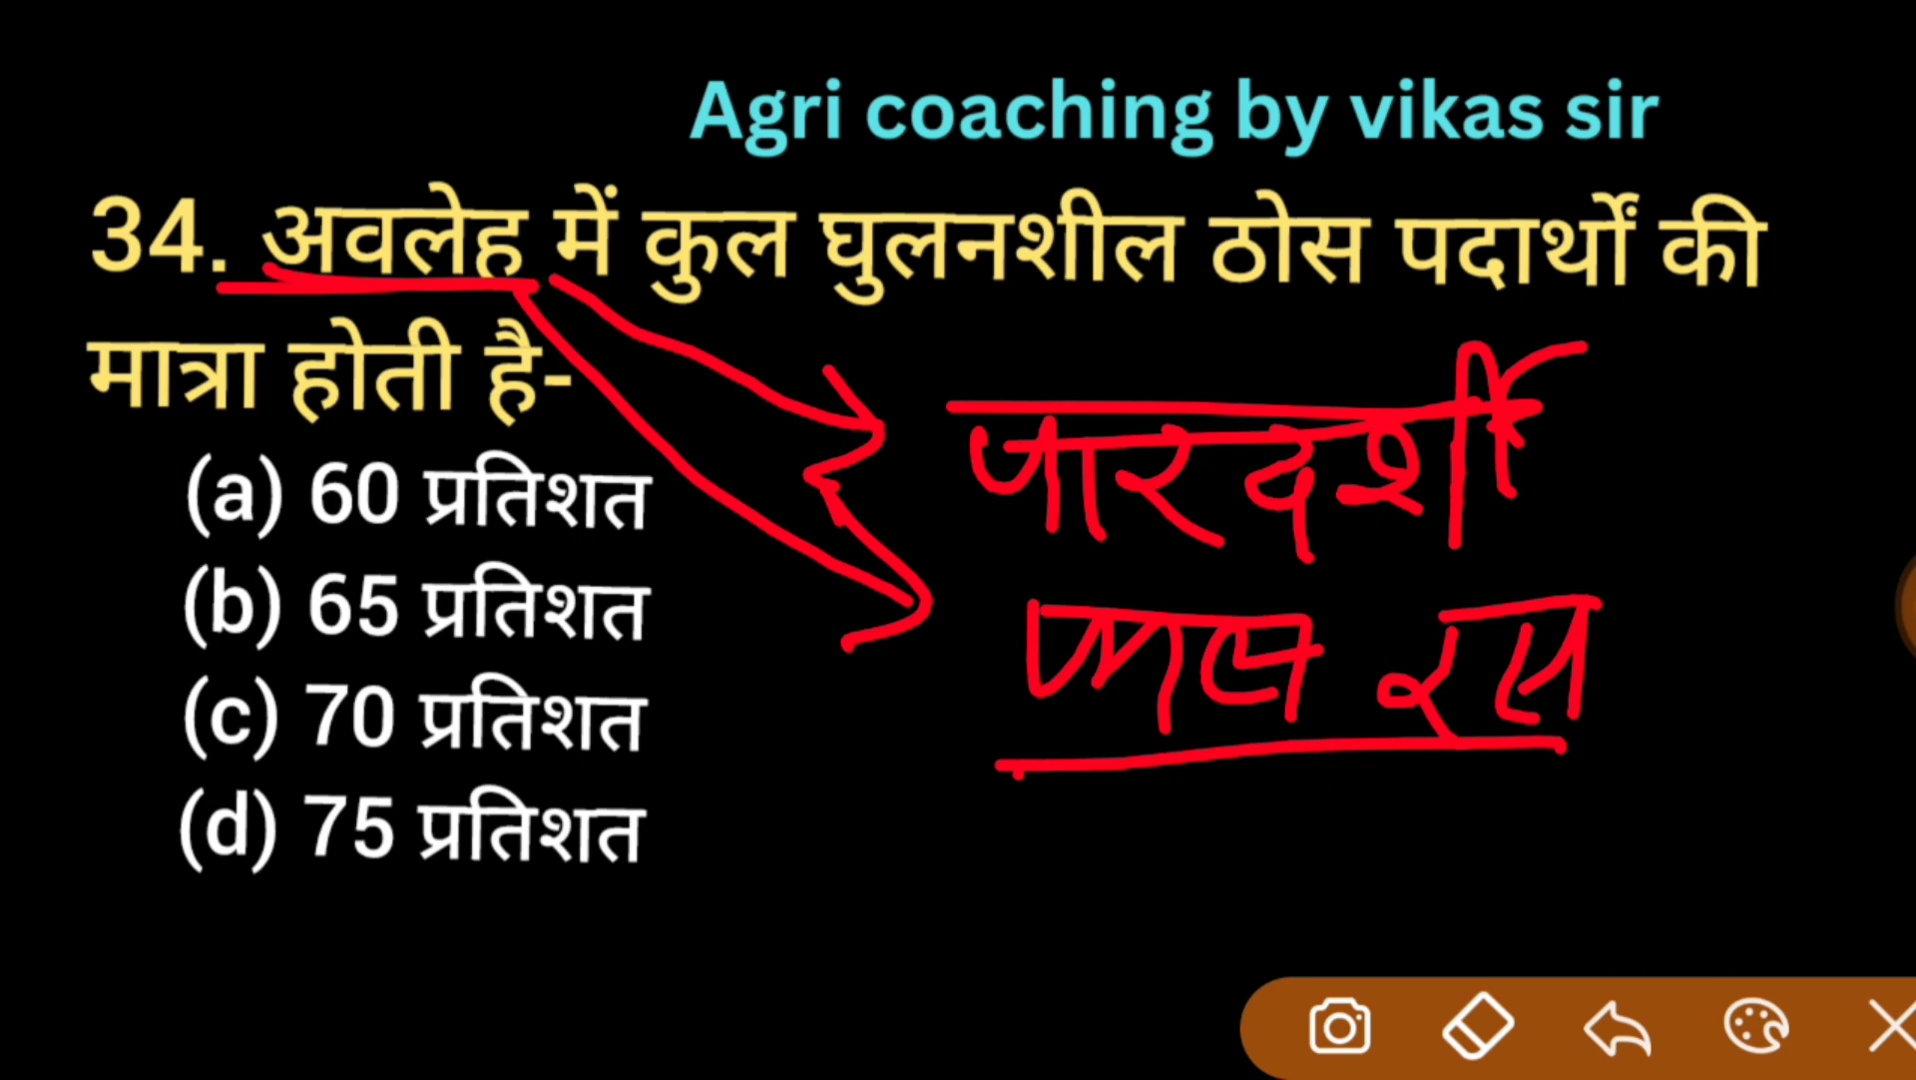 Agri coaching by vikas sir
34. अवलेह में कुल घुलनशील ठोस पदार्थों की
मात्रा होती है-
(a) 60 प्रतिशत
(b) 65 प्रतिशत
(c) 70 प्रतिशत
(d) 75 प्रतिशत
रस